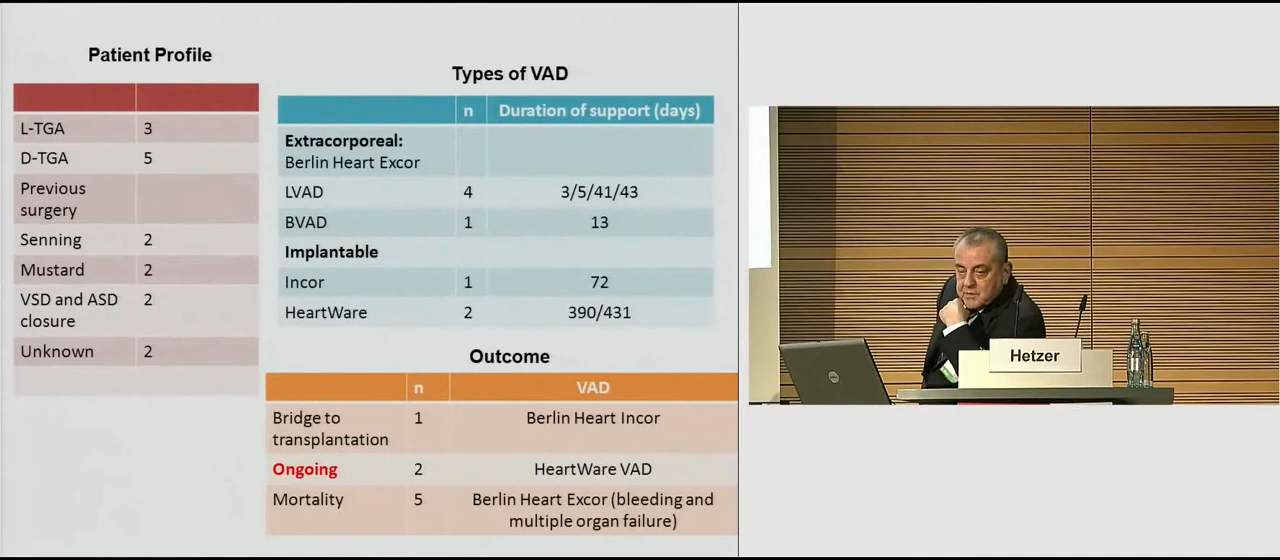 Patient Profile
L-TGA 3
D-TGA 5
Previous
surgery
Senning 2
Mustard 2
VSD and ASD 2
closure
Unknown 2
Types of VAD
n Duration of support (days)
Extracorporeal:
Berlin Heart Excor
LVAD 4 3/5/41/43
BVAD 1 13
Implantable
Incor 1 72
HeartWare 2 390/431
Outcome
n VAD
Bridge to 1 Berlin Heart Incor
transplantation
Ongoing 2 HeartWare VAD
Mortality 5 Berlin Heart Excor (bleeding and
multiple organ failure)
Hetzer